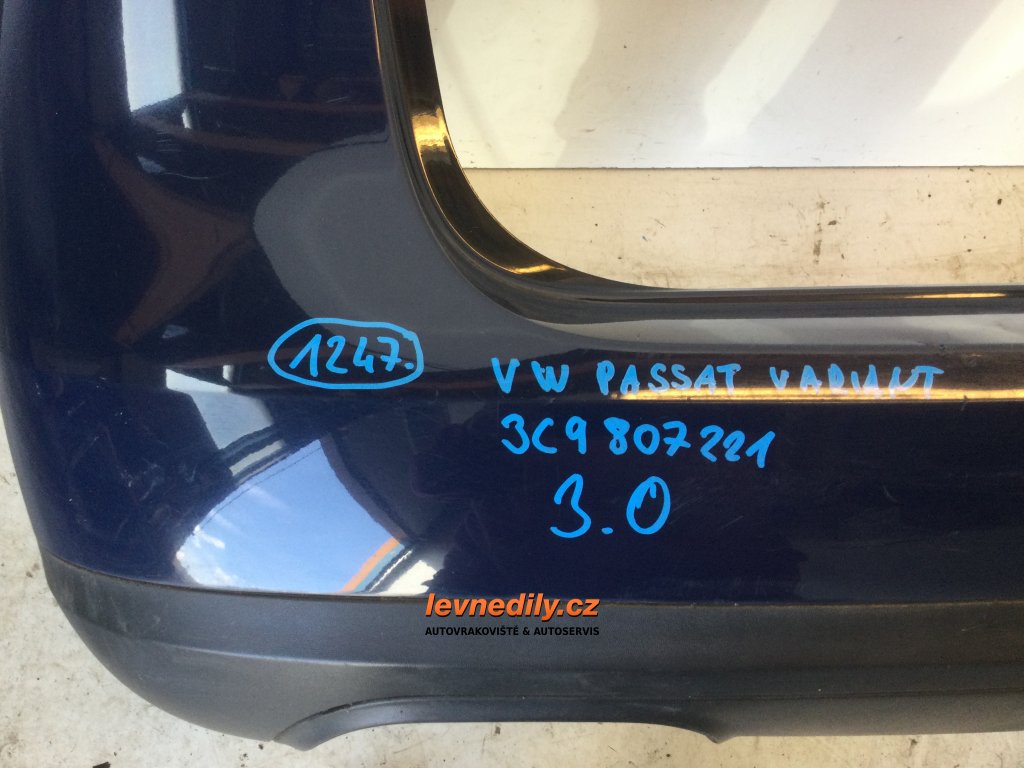 1247.
VW PASSAT VARIANT
3C9 807 221
3.0
levnedily.cz
AUTOVRAKOVIŠTĚ & AUTOSERVIS